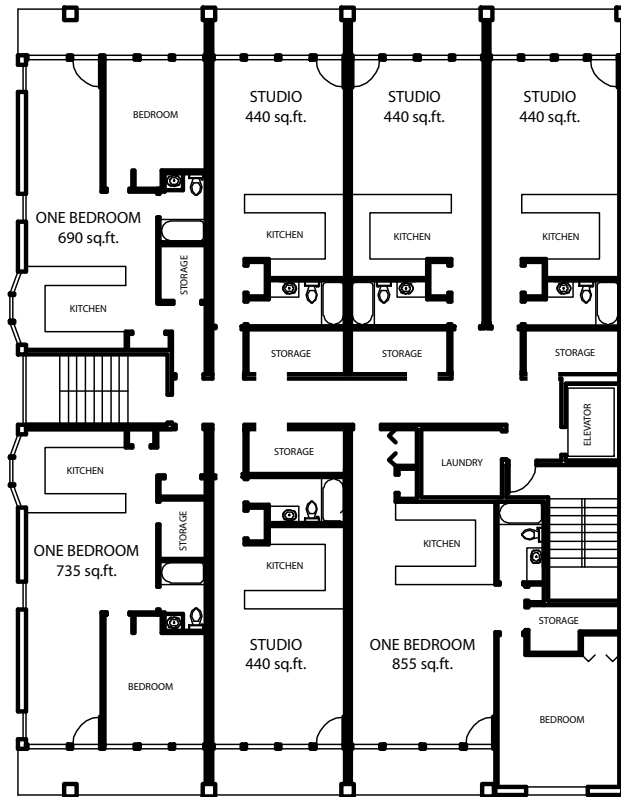 STUDIO
440 sq.ft.
STUDIO
440 sq.ft.
STUDIO
440 sq.ft.
BEDROOM
ONE BEDROOM
690 sq.ft.
KITCHEN
KITCHEN
KITCHEN
STORAGE
KITCHEN
STORAGE
STORAGE
STORAGE
ELEVATOR
KITCHEN
STORAGE
LAUNDRY
STORAGE
ONE BEDROOM
735 sq.ft.
KITCHEN
KITCHEN
STORAGE
STUDIO
440 sq.ft.
ONE BEDROOM
855 sq.ft.
BEDROOM
BEDROOM